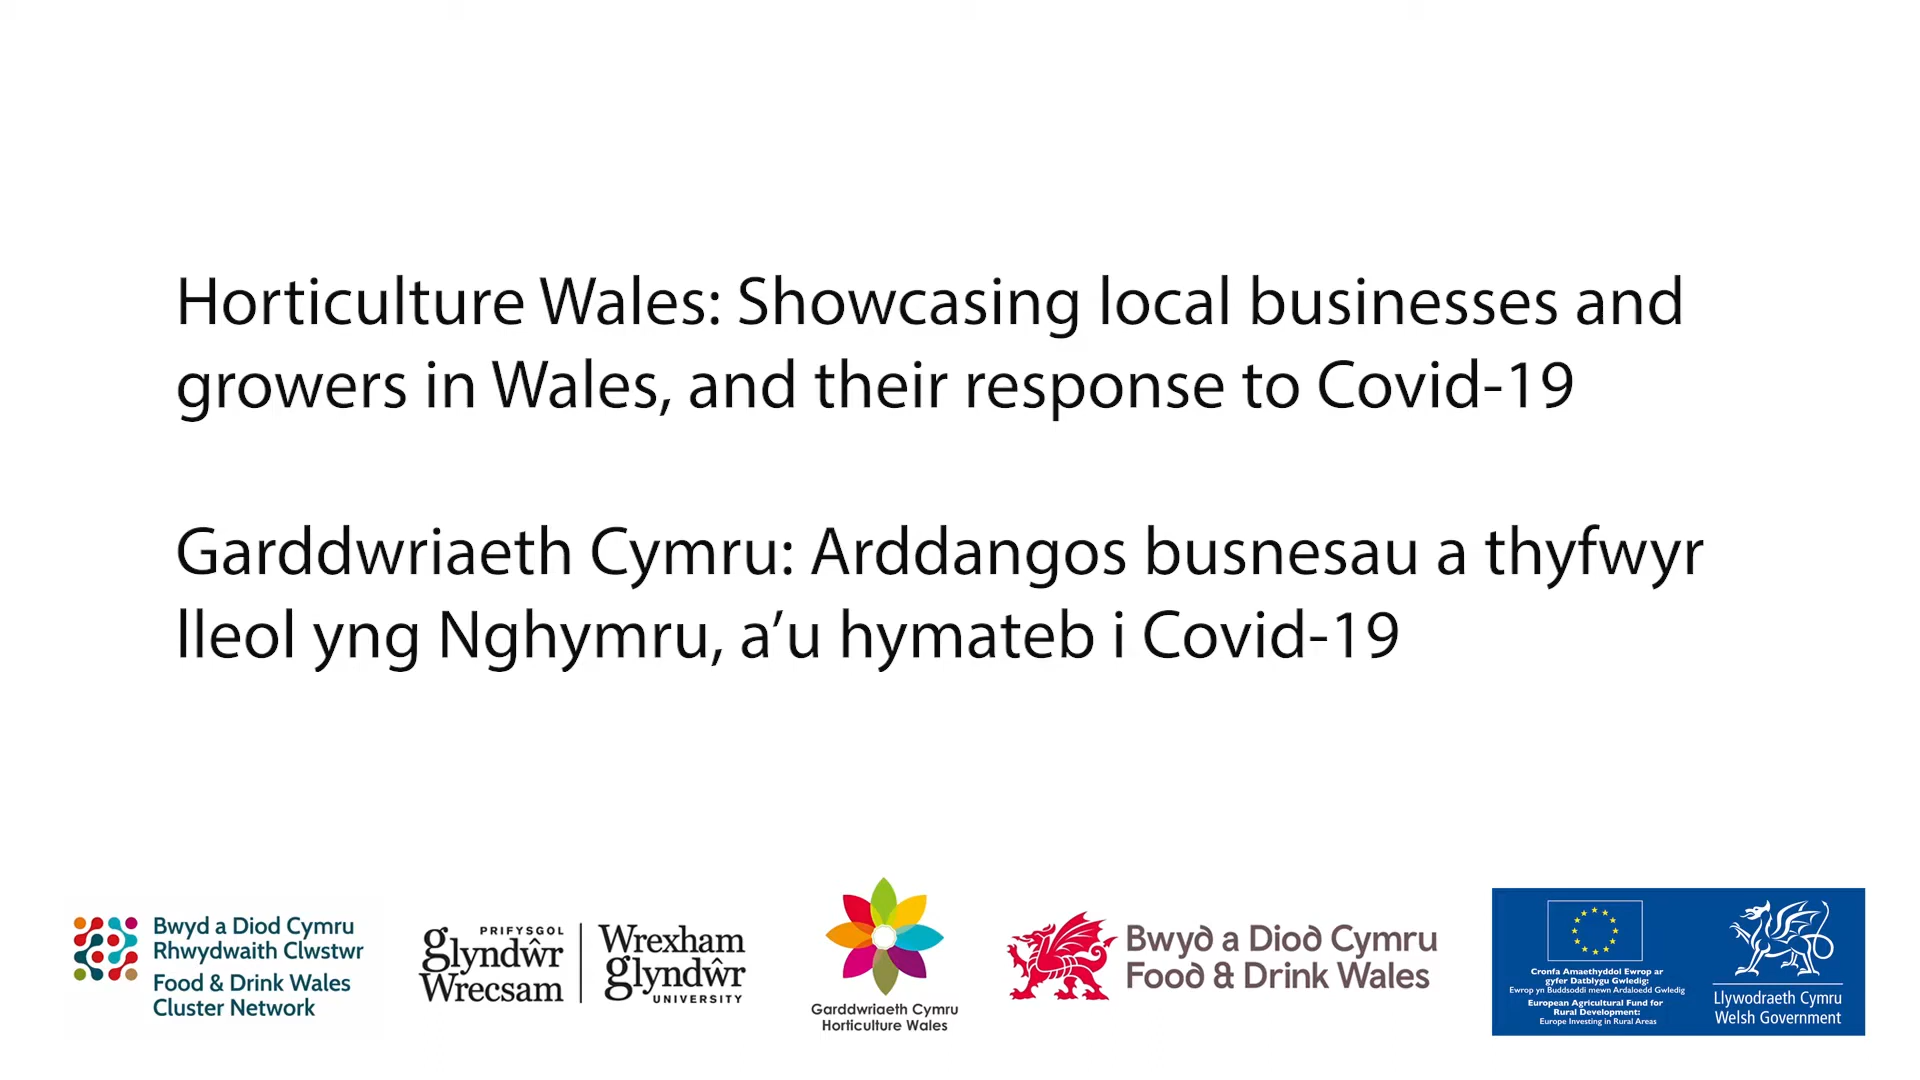 Horticulture Wales: Showcasing local businesses and
growers in Wales, and their response to Covid-19
Garddwriaeth Cymru: Arddangos busnesau a thyfwyr
lleol yng Nghymru, a’u hymateb i Covid-19
Bwyd a Diod Cymru
Rhwydwaith Clwstwr
Food & Drink Wales
Cluster Network
PRIFYSGOL
glyndŵr
Wrecsam
Wrexham
glyndŵr
UNIVERSITY
Garddwriaeth Cymru
Horticulture Wales
Bwyd a Diod Cymru
Food & Drink Wales
Cronfa Amaethyddol Ewrop ar
gyfer Datblygu Gwledig:
Ewrop yn Buddsoddi mewn Ardaloedd Gwledig
European Agricultural Fund for
Rural Development:
Europe Investing in Rural Areas
Llywodraeth Cymru
Welsh Government